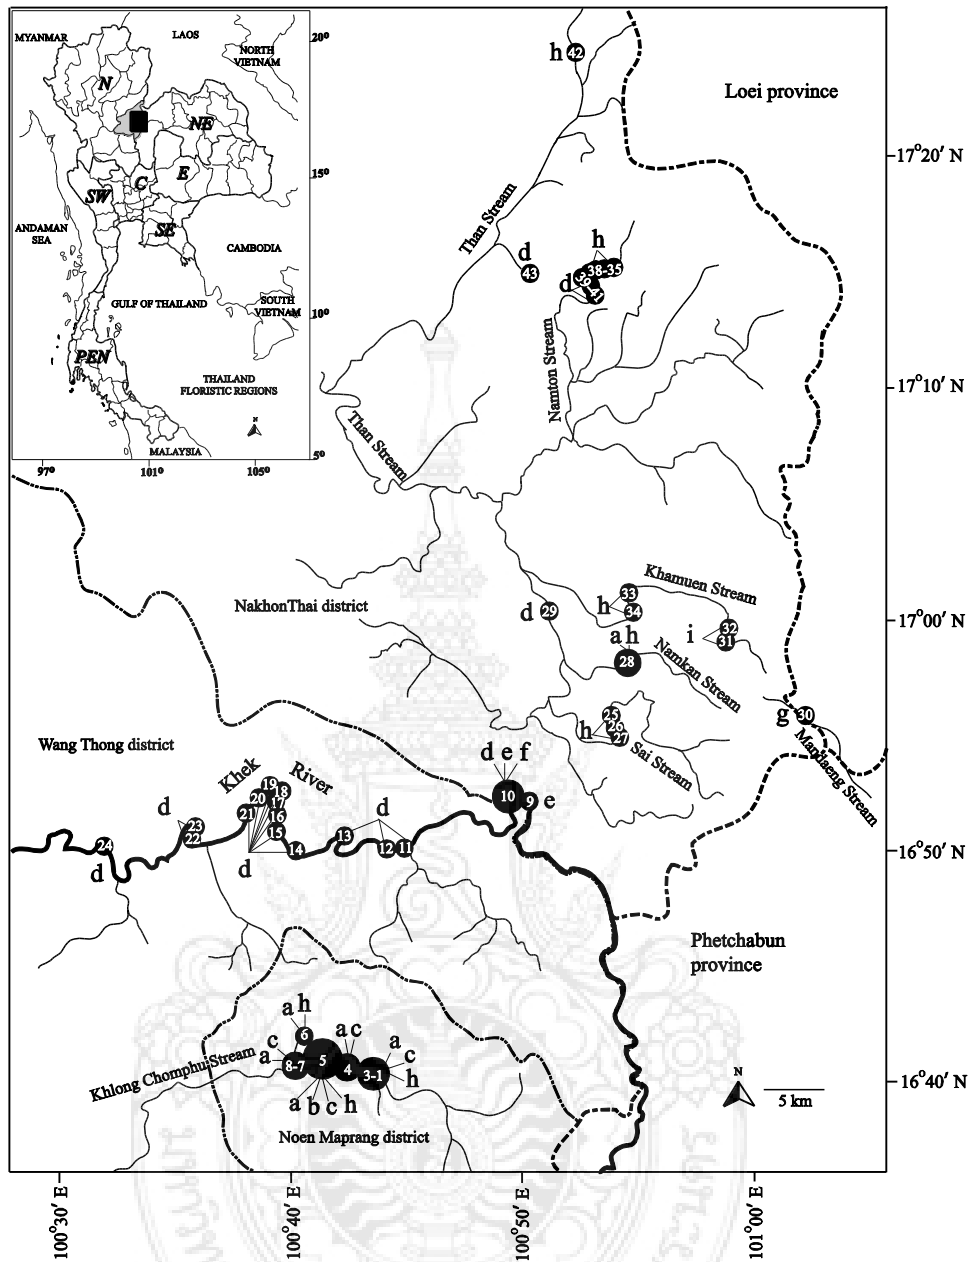 MYANMAR
LAOS
NORTH
VIETNAM
20°
N
NE
15°
C
E
SW
SE
ANDAMAN
SEA
CAMBODIA
GULF OF THAILAND
SOUTH
VIETNAM
10°
PEN
THAILAND
FLORISTIC REGIONS
N
MALAYSIA
5°
97°
101°
105°
h
42
Loei province
17°20' N
Than Stream
d
43
h
38-35
39
d
41
Namton Stream
17°10' N
Than Stream
Khamuen Stream
33
h
34
NakhonThai district
d
29
17°00' N
32
i
31
a h
28
Namkan Stream
25
h
26
27
Sai Stream
g
30
Mandaeng Stream
Wang Thong district
Khek
River
d e f
10
9
e
19
18
20
17
21
16
15
d
23
22
d
13
14
12
11
24
d
d
16°50' N
Phetchabun
province
a h
6
c
a
8-7
5
a c
4
3-1
a
c
h
a b c h
Khlong Chomphu Stream
Noen Maprang district
N
5 km
16°40' N
100°30' E
100°40' E
100°50' E
101°00' E